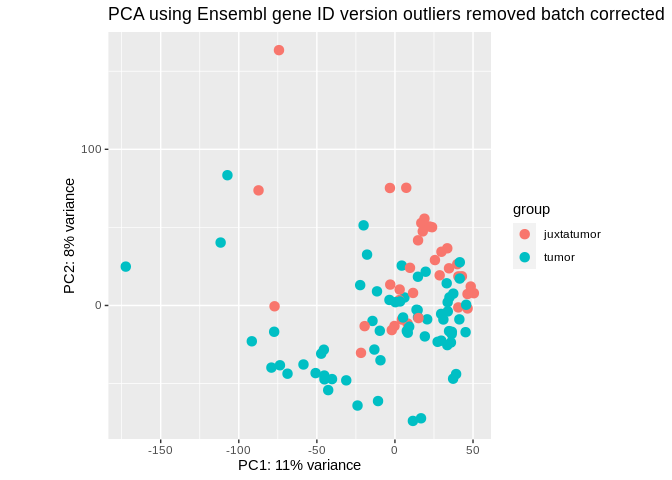 PCA using Ensembl gene ID version outliers removed batch corrected
100
0
-150
-100
-50
0
50
PC1: 11% variance
PC2: 8% variance
group
juxtatumor
tumor